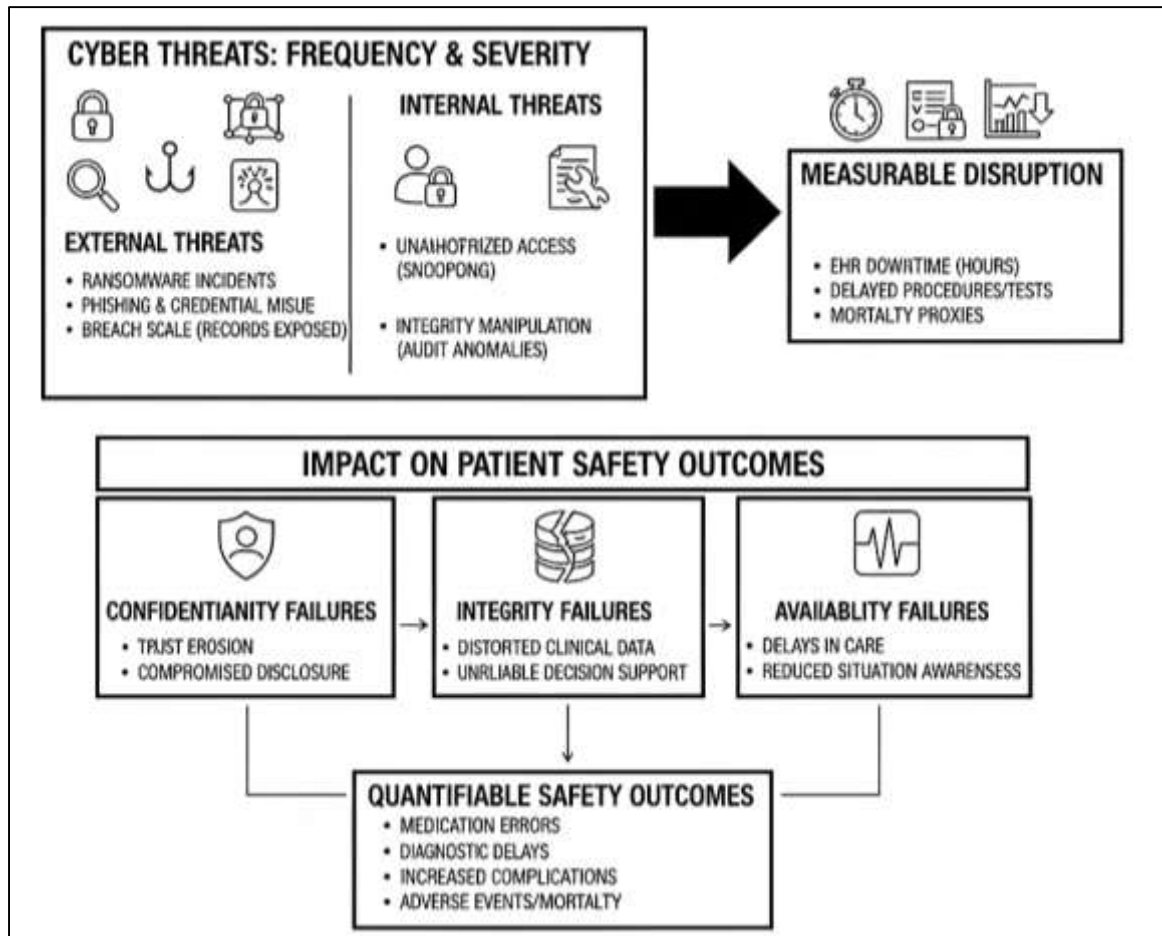 CYBER THREATS: FREQUENCY & SEVERITY
EXTERNAL THREATS
• RANSOMWARE INCIDENTS
• PHISHING & CREDENTIAL MISUE
• BREACH SCALE (RECORDS EXPOSED)
INTERNAL THREATS
• UNAHOFRIZED ACCESS
(SNOOPONG)
• INTEGRITY MANIPULATION
(AUDIT ANOMALIES)
MEASURABLE DISRUPTION
• EHR DOWNTIME (HOURS)
• DELAYED PROCEDURES/TESTS
• MORTALTY PROXIES
IMPACT ON PATIENT SAFETY OUTCOMES
CONFIDENTIANITY FAILURES
• TRUST EROSION
• COMPROMISED DISCLOSURE
INTEGRITY FAILURES
• DISTORTED CLINICAL DATA
• UNRLIABLE DECISION SUPPORT
AVAILABLITY FAILURES
• DELAYS IN CARE
• REDUCED SITUATION AWARENSESS
QUANTIFIABLE SAFETY OUTCOMES
• MEDICATION ERRORS
• DIAGNOSTIC DELAYS
• INCREASED COMPLICATIONS
• ADVERSE EVENTS/MORTALTY